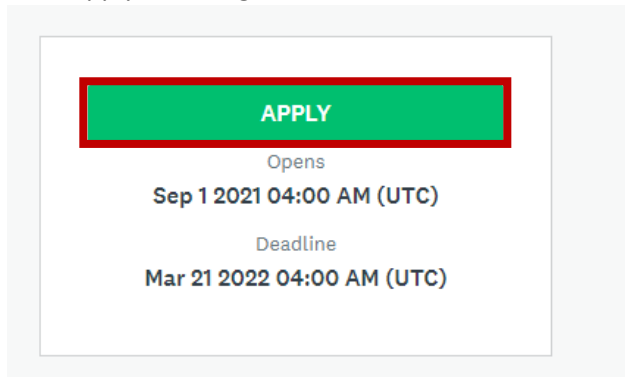 APPLY
Opens
Sep 1 2021 04:00 AM (UTC)
Deadline
Mar 21 2022 04:00 AM (UTC)